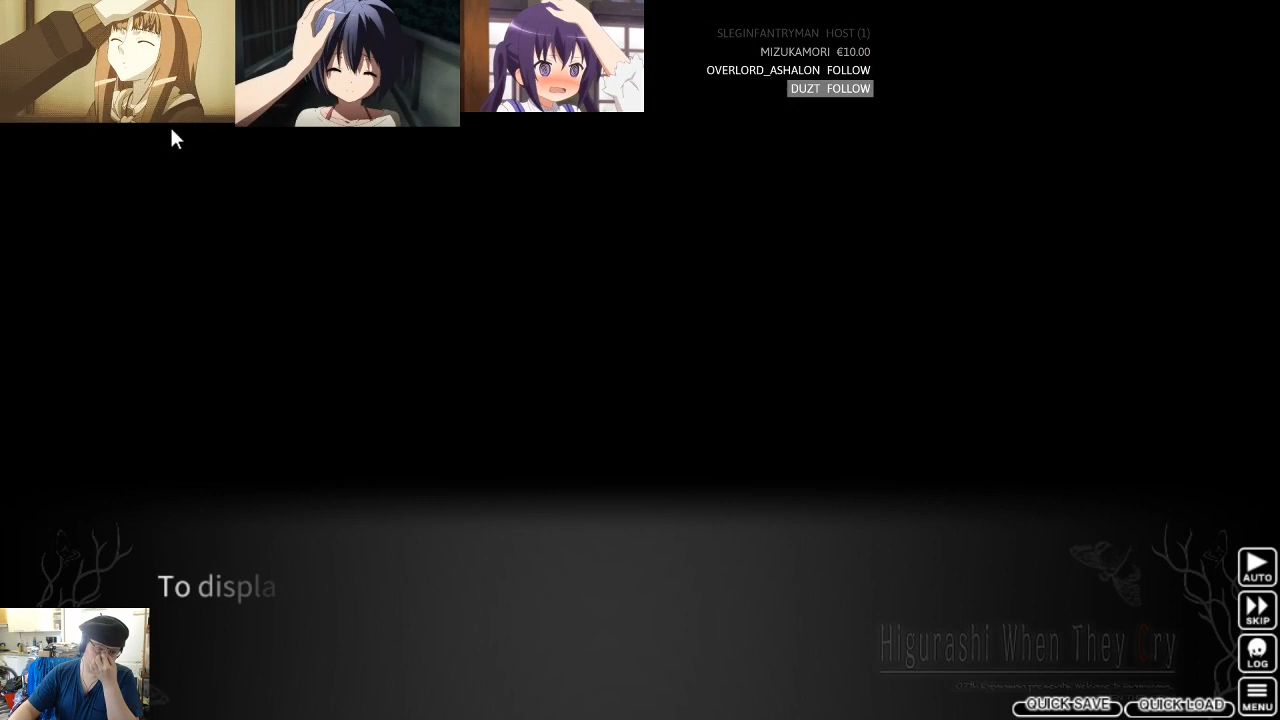 SLEGINFANTRYMAN HOST (1)
MIZUKAMORI €10.00
OVERLORD_ASHALON FOLLOW
DUZT FOLLOW
To displa
Higurashi When They Cry
AUTO
SKIP
LOG
MENU
QUICK SAVE
QUICK LOAD